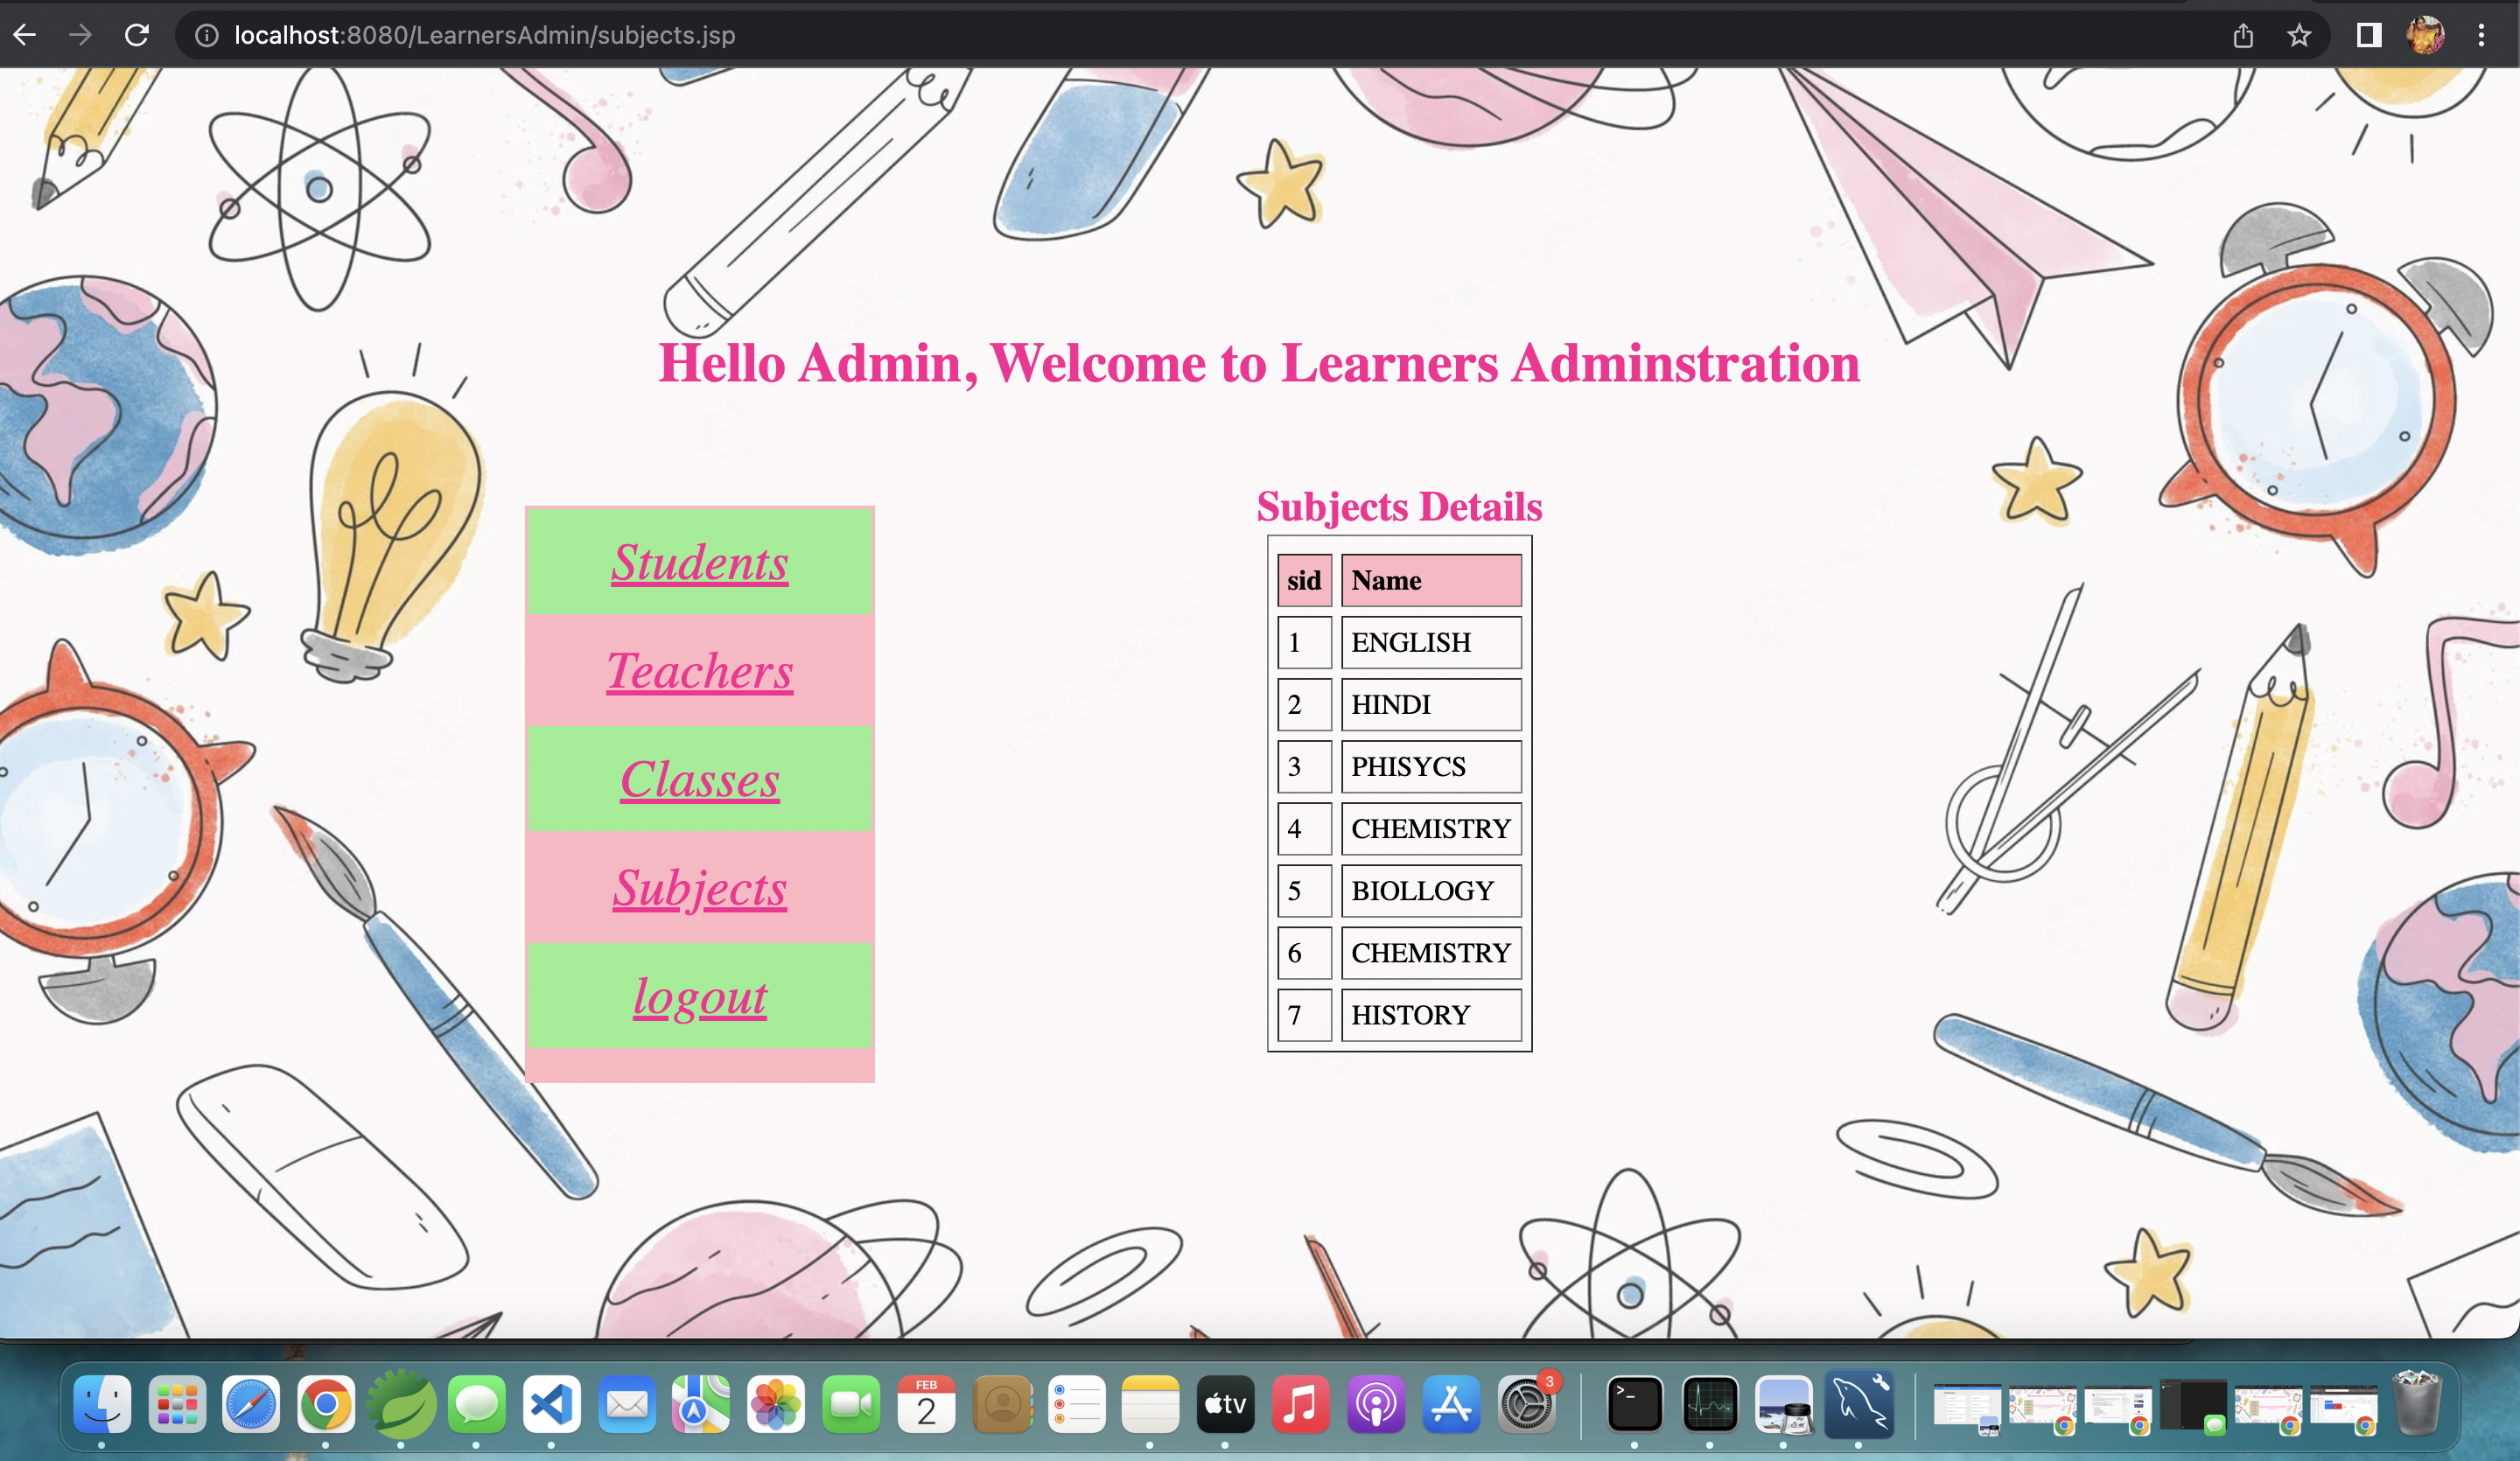 localhost:8080/LearnersAdmin/subjects.jsp
Hello Admin, Welcome to Learners Adminstration
Students
Teachers
Classes
Subjects
logout
Subjects Details
sid Name
1 ENGLISH
2 HINDI
3 PHISYCS
4 CHEMISTRY
5 BIOLLOGY
6 CHEMISTRY
7 HISTORY
FEB
2
tv
3
>_